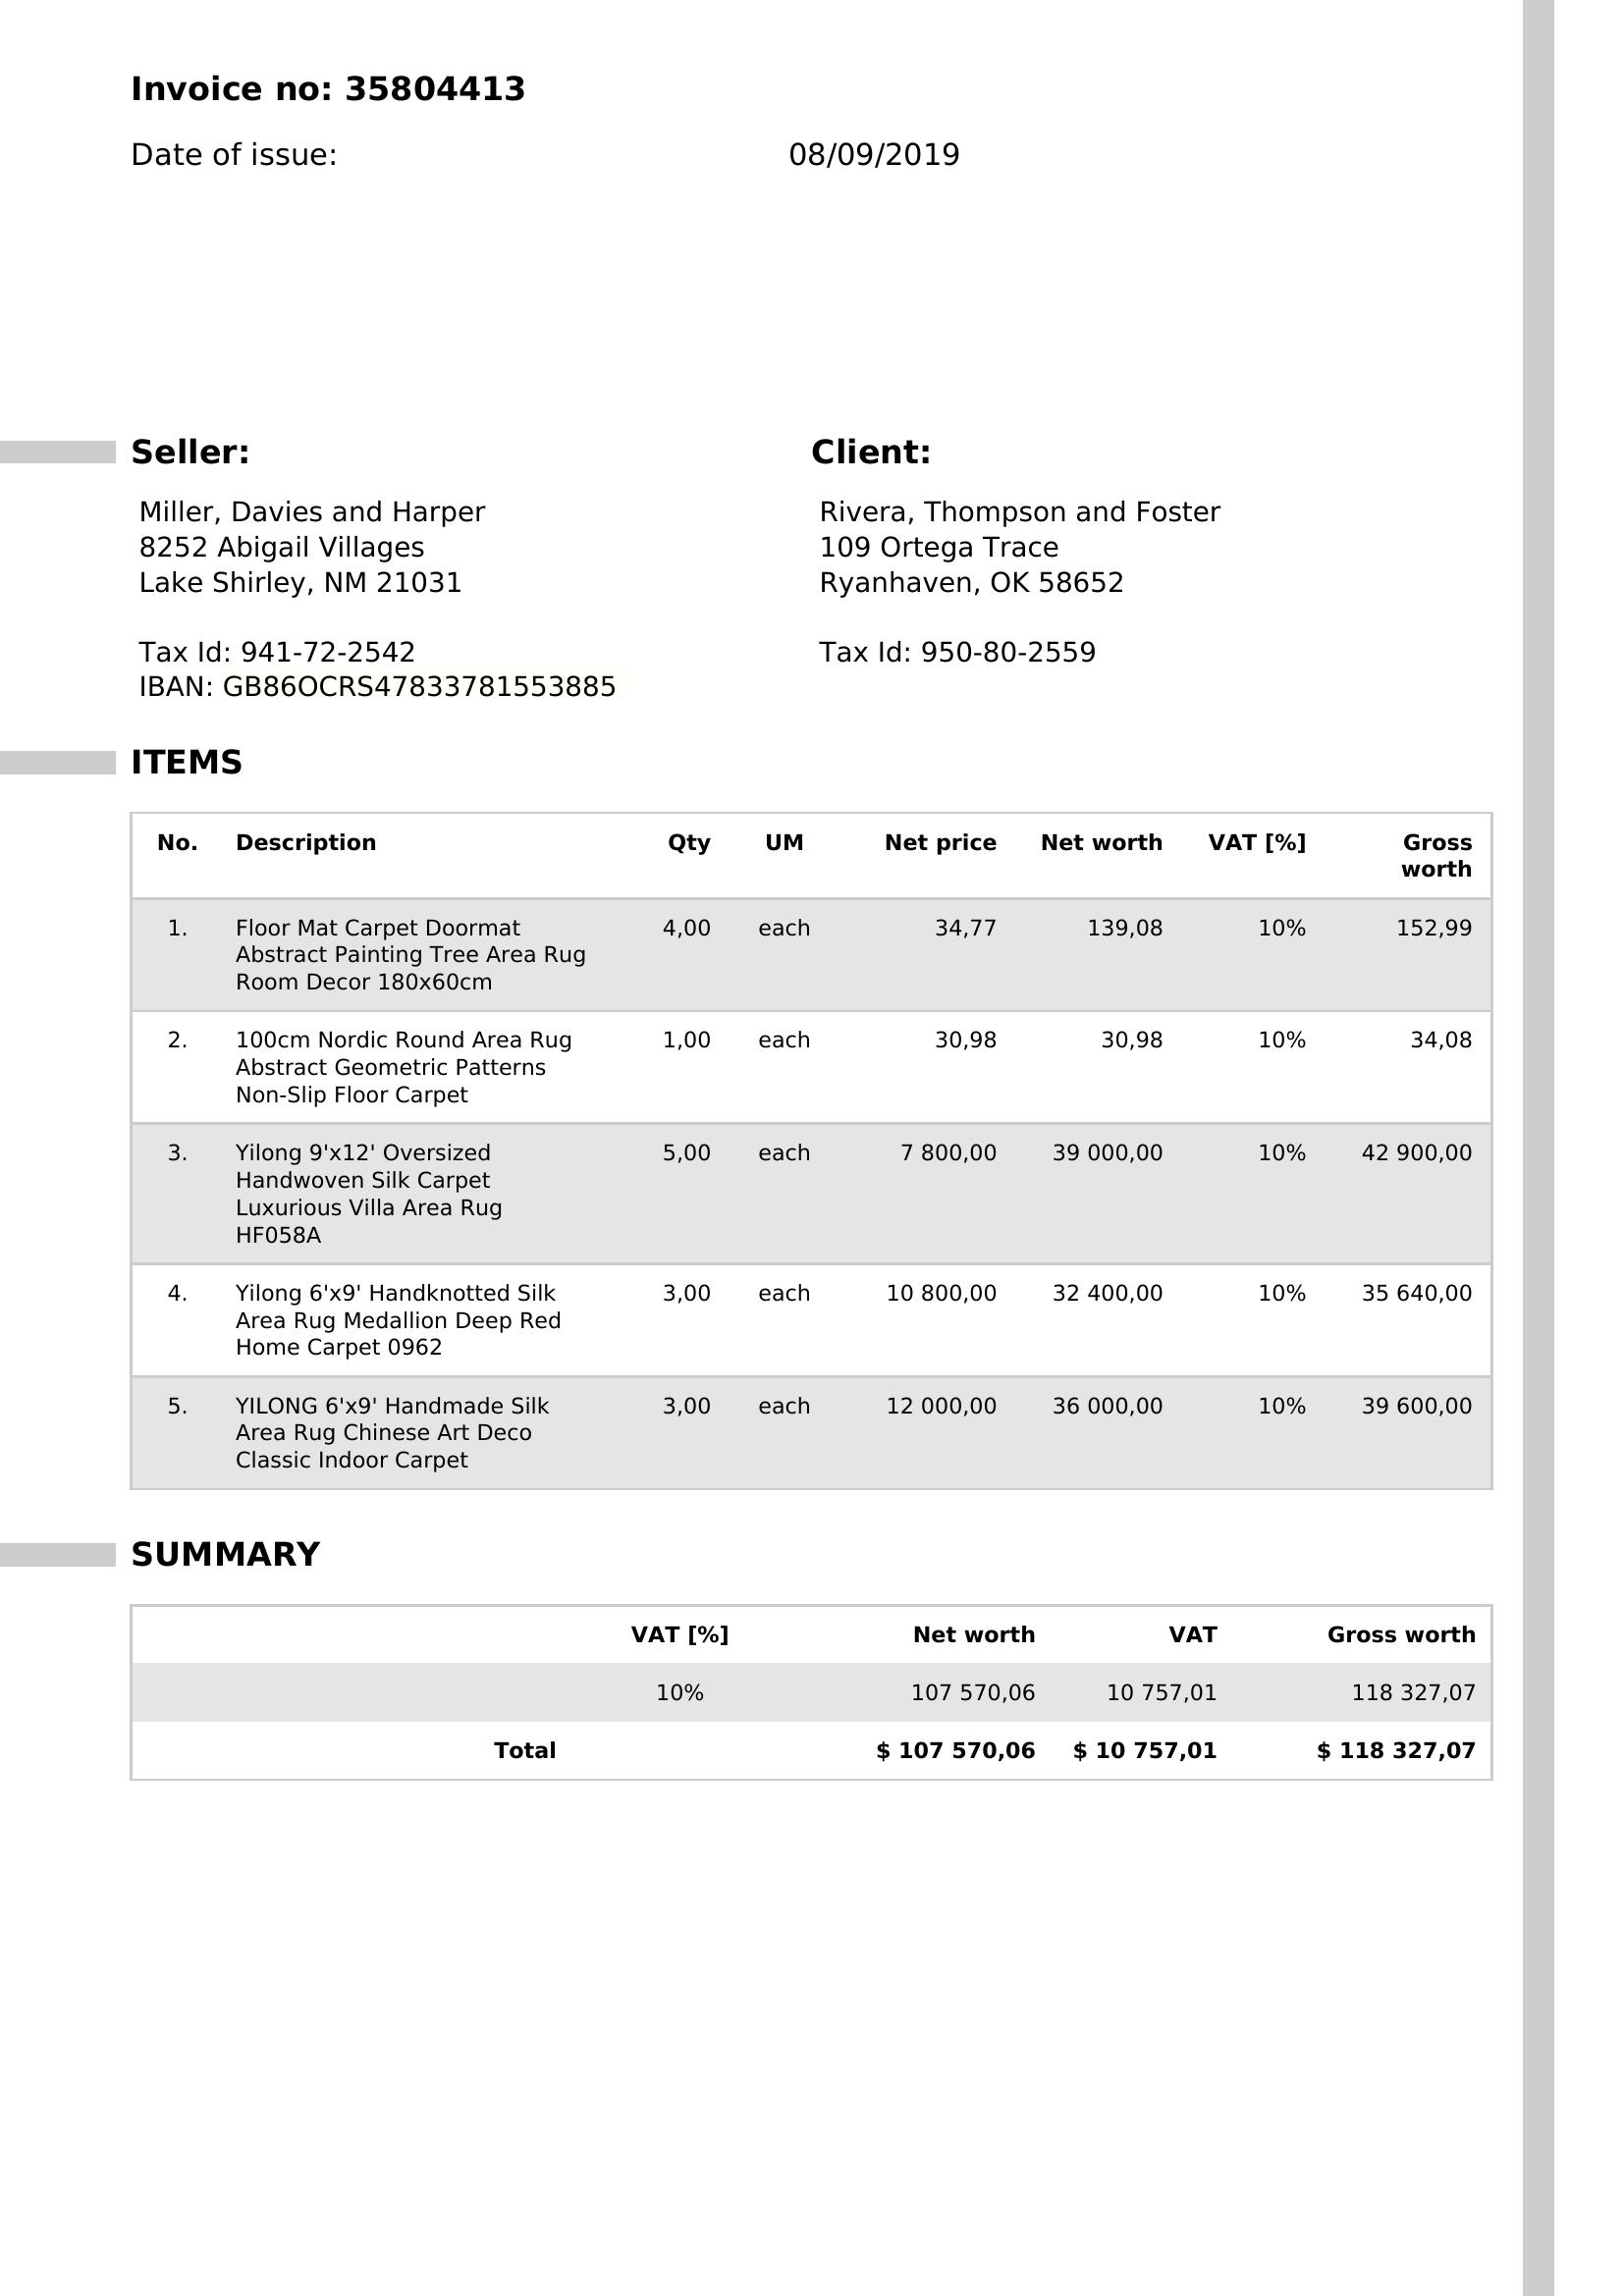 Invoice no: 35804413
Date of issue: 08/09/2019
Seller: Client:
Miller, Davies and Harper Rivera, Thompson and Foster
8252 Abigail Villages 109 Ortega Trace
Lake Shirley, NM 21031 Ryanhaven, OK 58652
Tax Id: 941-72-2542 Tax Id: 950-80-2559
IBAN: GB86OCRS47833781553885
ITEMS
No. Description Qty UM Net price Net worth VAT [%] Gross
worth
1. Floor Mat Carpet Doormat 4,00 each 34,77 139,08 10% 152,99
Abstract Painting Tree Area Rug
Room Decor 180x60cm
2. 100cm Nordic Round Area Rug 1,00 each 30,98 30,98 10% 34,08
Abstract Geometric Patterns
Non-Slip Floor Carpet
3. Yilong 9'x12' Oversized 5,00 each 7 800,00 39 000,00 10% 42 900,00
Handwoven Silk Carpet
Luxurious Villa Area Rug
HF058A
4. Yilong 6'x9' Handknotted Silk 3,00 each 10 800,00 32 400,00 10% 35 640,00
Area Rug Medallion Deep Red
Home Carpet 0962
5. YILONG 6'x9' Handmade Silk 3,00 each 12 000,00 36 000,00 10% 39 600,00
Area Rug Chinese Art Deco
Classic Indoor Carpet
SUMMARY
VAT [%] Net worth VAT Gross worth
10% 107 570,06 10 757,01 118 327,07
Total $ 107 570,06 $ 10 757,01 $ 118 327,07